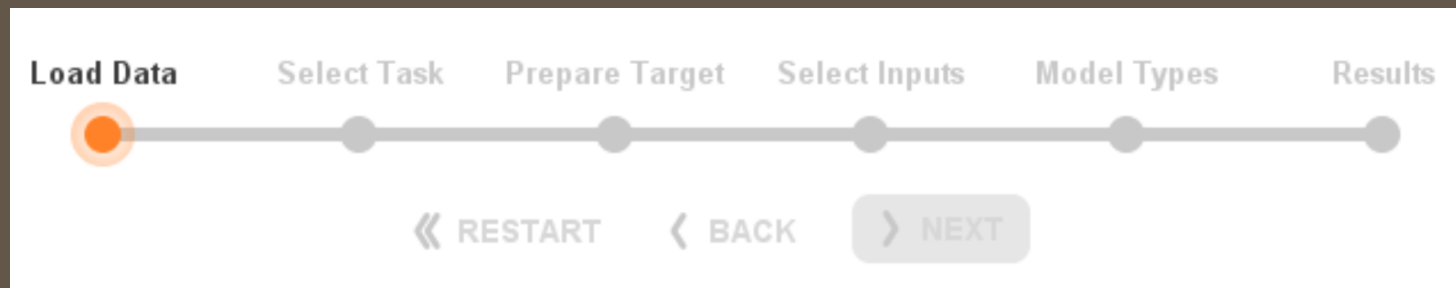 Load Data Select Task Prepare Target Select Inputs Model Types Results
RESTART BACK NEXT